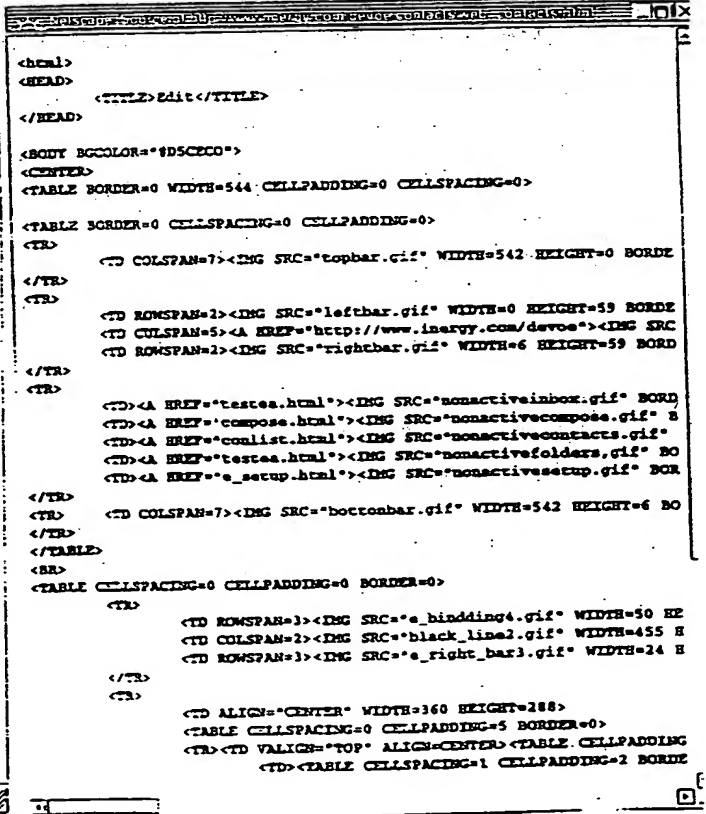 <html>
<HEAD>
<TITLE>Edit</TITLE>
</HEAD>
<BODY BGCOLOR="#D5CECO">
<CENTER>
<TABLE BORDER=0 WIDTH=544 CELLPADDING=0 CELLSPACING=0>
<TABLE BORDER=0 CELLSPACING=0 CELLPADDING=0>
<TR>
<TD COLSPAN=7><IMG SRC="topbar.gif" WIDTH=542 HEIGHT=0 BORDE
</TR>
<TR>
<TD ROWSPAN=2><IMG SRC="leftbar.gif" WIDTH=0 HEIGHT=59 BORDE
<TD COLSPAN=5><A HREF="http://www.inergy.com/devoe"><IMG SRC
<TD ROWSPAN=2><IMG SRC="rightbar.gif" WIDTH=6 HEIGHT=59 BORD
</TR>
<TR>
<TD><A HREF="testea.html"><IMG SRC="nonactiveinbox.gif" BORD
<TD><A HREF="compose.html"><IMG SRC="nonactivecompose.gif" B
<TD><A HREF="conlist.html"><IMG SRC="nonactivecontacts.gif"
<TD><A HREF="testea.html"><IMG SRC="nonactivefolders.gif" BO
<TD><A HREF="e_setup.html"><IMG SRC="nonactivesetup.gif" BOR
</TR>
<TR> <TD COLSPAN=7><IMG SRC="bottonbar.gif" WIDTH=542 HEIGHT=6 BO
</TR>
</TABLE>
<BR>
<TABLE CELLSPACING=0 CELLPADDING=0 BORDER=0>
<TR>
<TD ROWSPAN=3><IMG SRC="e_bindding4.gif" WIDTH=50 HE
<TD COLSPAN=2><IMG SRC="black_line2.gif" WIDTH=455 H
<TD ROWSPAN=3><IMG SRC="e_right_bar3.gif" WIDTH=24 H
</TR>
<TR>
<TD ALIGN="CENTER" WIDTH=360 HEIGHT=288>
<TABLE CELLSPACING=0 CELLPADDING=5 BORDER=0>
<TR><TD VALIGN="TOP" ALIGN=CENTER><TABLE CELLPADDING
<TD><TABLE CELLSPACING=1 CELLPADDING=2 BORDE